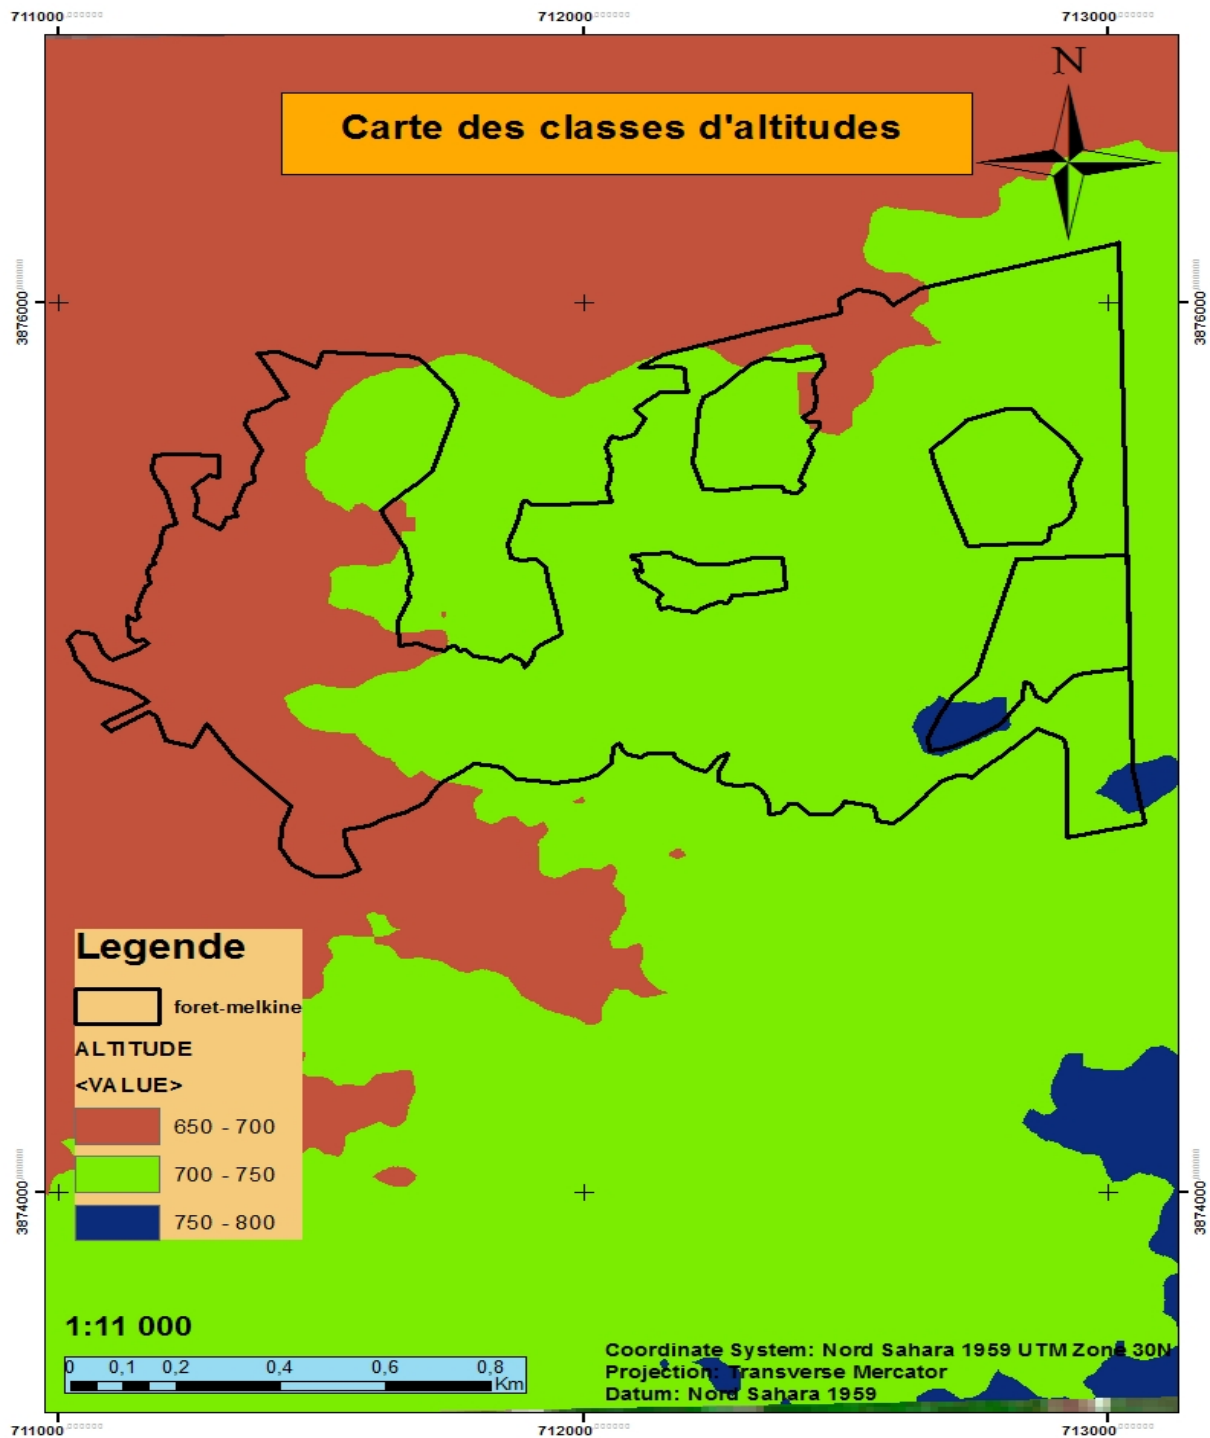 711000 712000 713000
N
Carte des classes d'altitudes
3876000 3876000
Legende
foret-melkine
ALTITUDE
<VALUE>
650 - 700
700 - 750
750 - 800
3874000 3874000
1:11 000
0 0,1 0,2 0,4 0,6 0,8
Km
Coordinate System: Nord Sahara 1959 UTM Zone 30N
Projection: Transverse Mercator
Datum: Nord Sahara 1959
711000 712000 713000